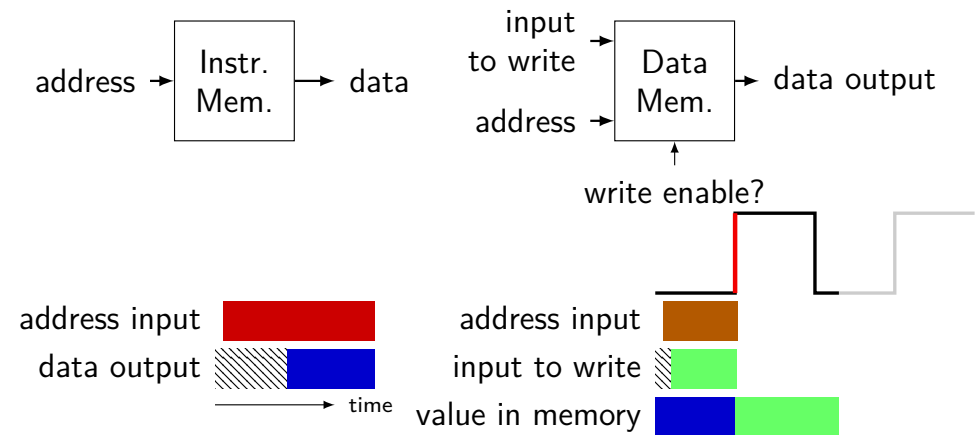 address
Instr.
Mem.
data
input
to write
address
Data
Mem.
data output
write enable?
address input
data output
time
address input
input to write
value in memory